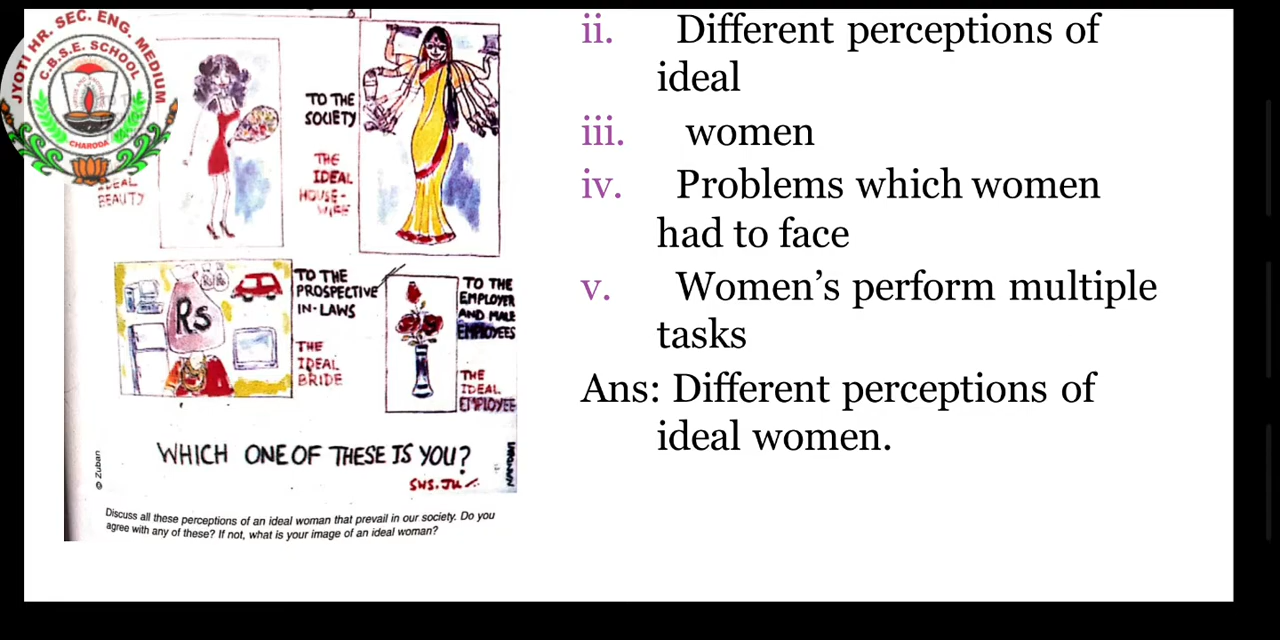 JYOTI HR. SEC. ENG. MEDIUM
C.B.S.E. SCHOOL
CHARODA
IDEAL
BEAUTY
TO THE
SOCIETY
THE
IDEAL
HOUSE-
WIFE
Rs
TO THE
PROSPECTIVE
IN-LAWS
THE
IDEAL
BRIDE
TO THE
EMPLOYER
AND MALE
EMPLOYEES
THE
IDEAL
EMPLOYEE
WHICH ONE OF THESE IS YOU?
© Zuban
Discuss all these perceptions of an ideal woman that prevail in our society. Do you
agree with any of these? If not, what is your image of an ideal woman?
ii. Different perceptions of
ideal
iii. women
iv. Problems which women
had to face
v. Women's perform multiple
tasks
Ans: Different perceptions of
ideal women.